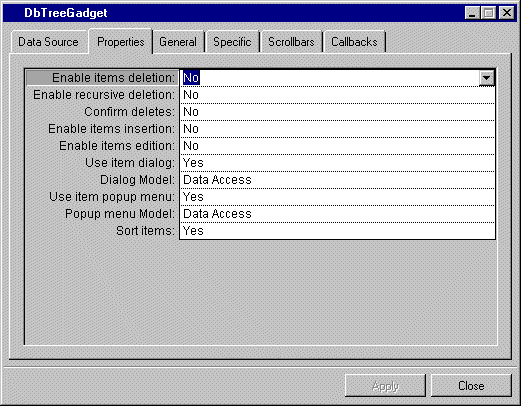 DbTreeGadget
Data Source Properties General Specific Scrollbars Callbacks
Enable items deletion: No
Enable recursive deletion: No
Confirm deletes: No
Enable items insertion: No
Enable items edition: No
Use item dialog: Yes
Dialog Model: Data Access
Use item popup menu: Yes
Popup menu Model: Data Access
Sort items: Yes
Apply Close